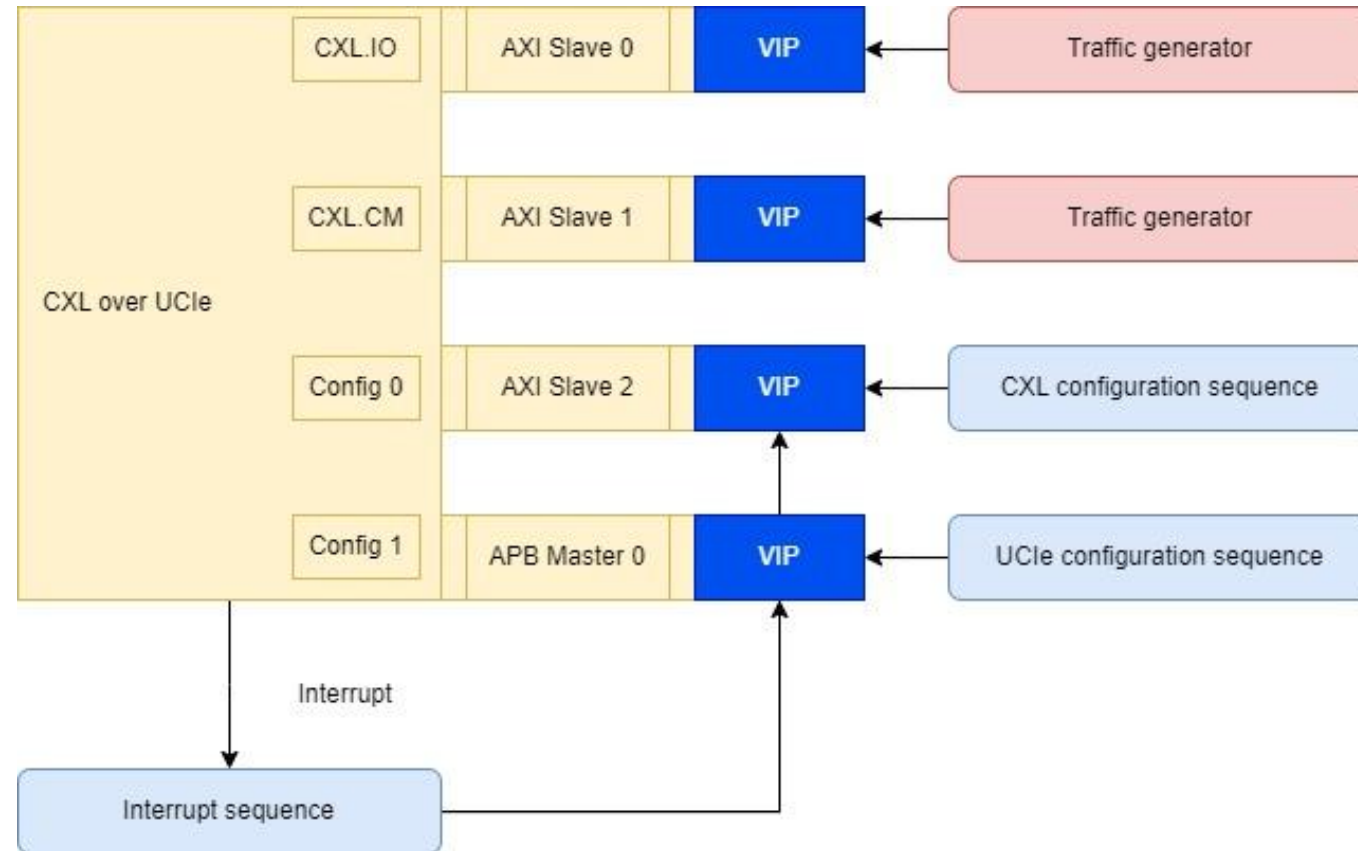 CXL.IO
AXI Slave 0
VIP
Traffic generator
CXL.CM
AXI Slave 1
VIP
Traffic generator
CXL over UCIe
Config 0
AXI Slave 2
VIP
CXL configuration sequence
Config 1
APB Master 0
VIP
UCIe configuration sequence
Interrupt
Interrupt sequence